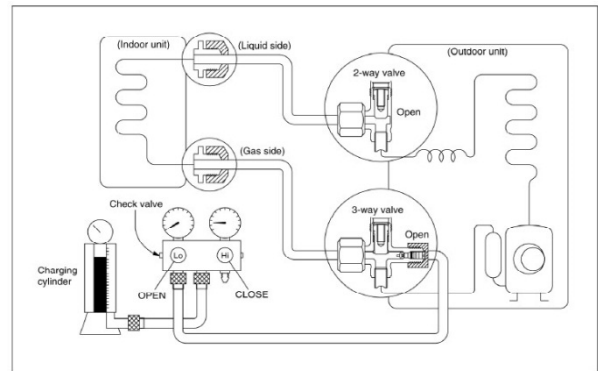 (Indoor unit)
(Liquid side)
(Outdoor unit)
2-way valve
Open
(Gas side)
3-way valve
Open
Check valve
Lo
Hi
Charging
cylinder
OPEN
CLOSE